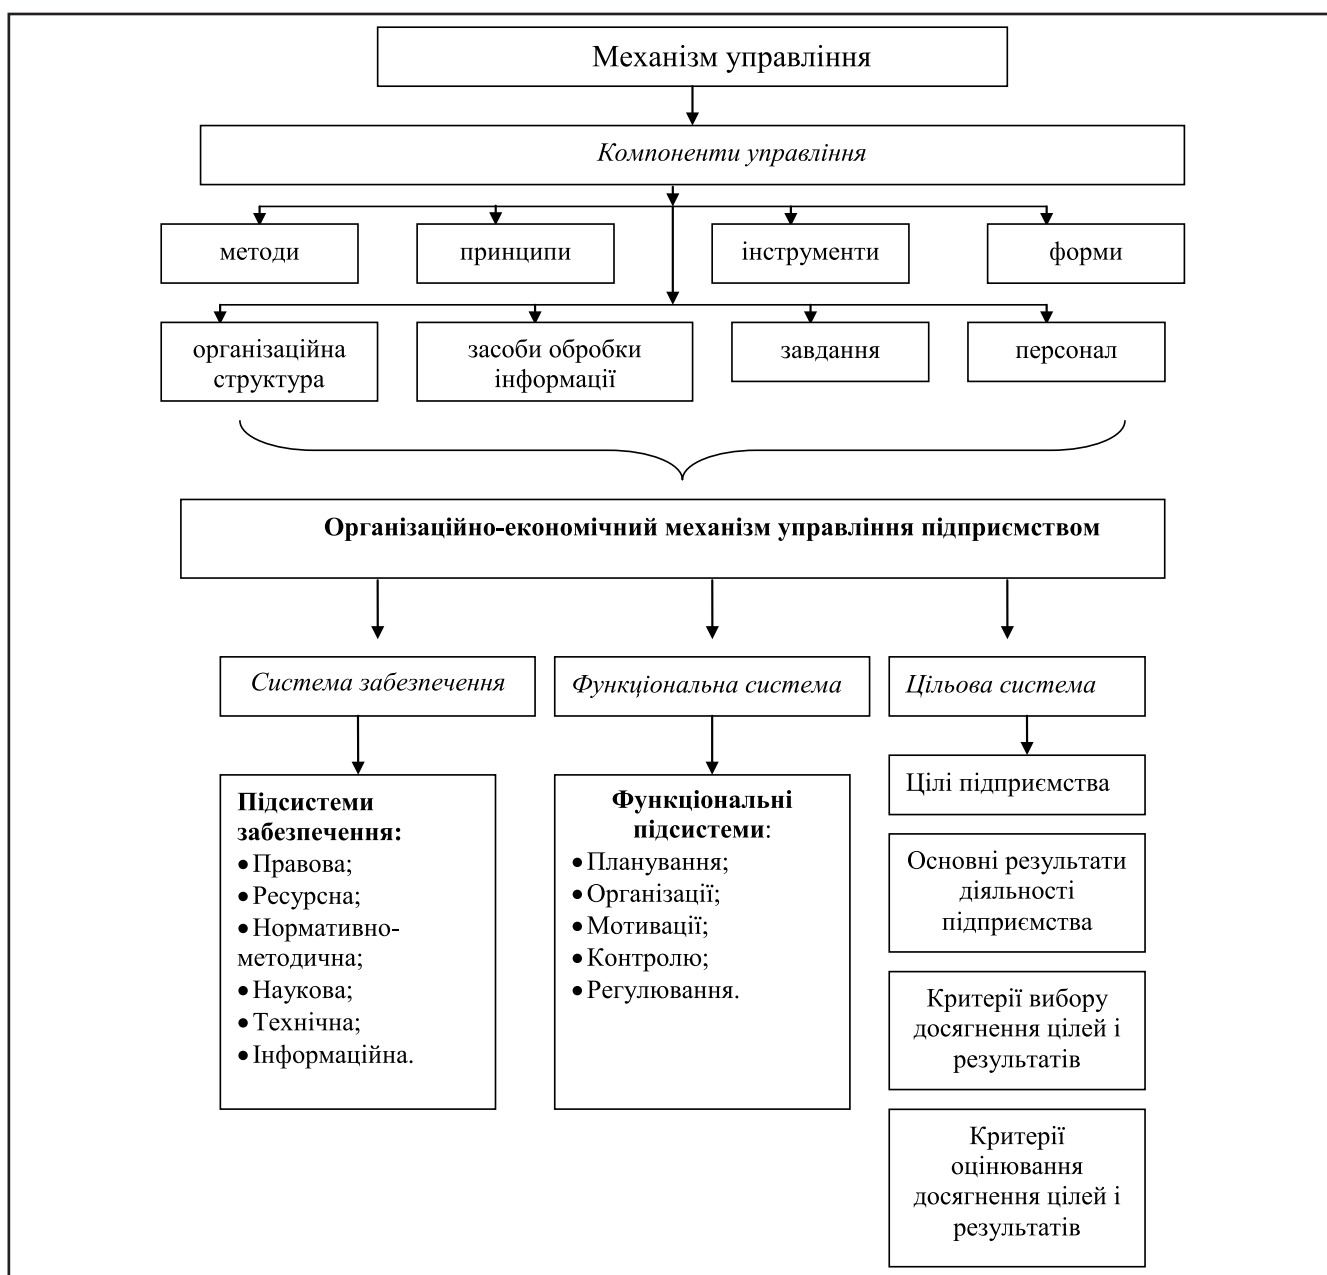 Механізм управління
Компоненти управління
методи
принципи
інструменти
форми
організаційна
структура
засоби обробки
інформації
завдання
персонал
Організаційно-економічний механізм управління підприємством
Система забезпечення
Функціональна система
Цільова система
Підсистеми
забезпечення:
• Правова;
• Ресурсна;
• Нормативно-
методична;
• Наукова;
• Технічна;
• Інформаційна.
Функціональні
підсистеми:
• Планування;
• Організації;
• Мотивації;
• Контролю;
• Регулювання.
Цілі підприємства
Основні результати
діяльності
підприємства
Критерії вибору
досягнення цілей і
результатів
Критерії
оцінювання
досягнення цілей і
результатів